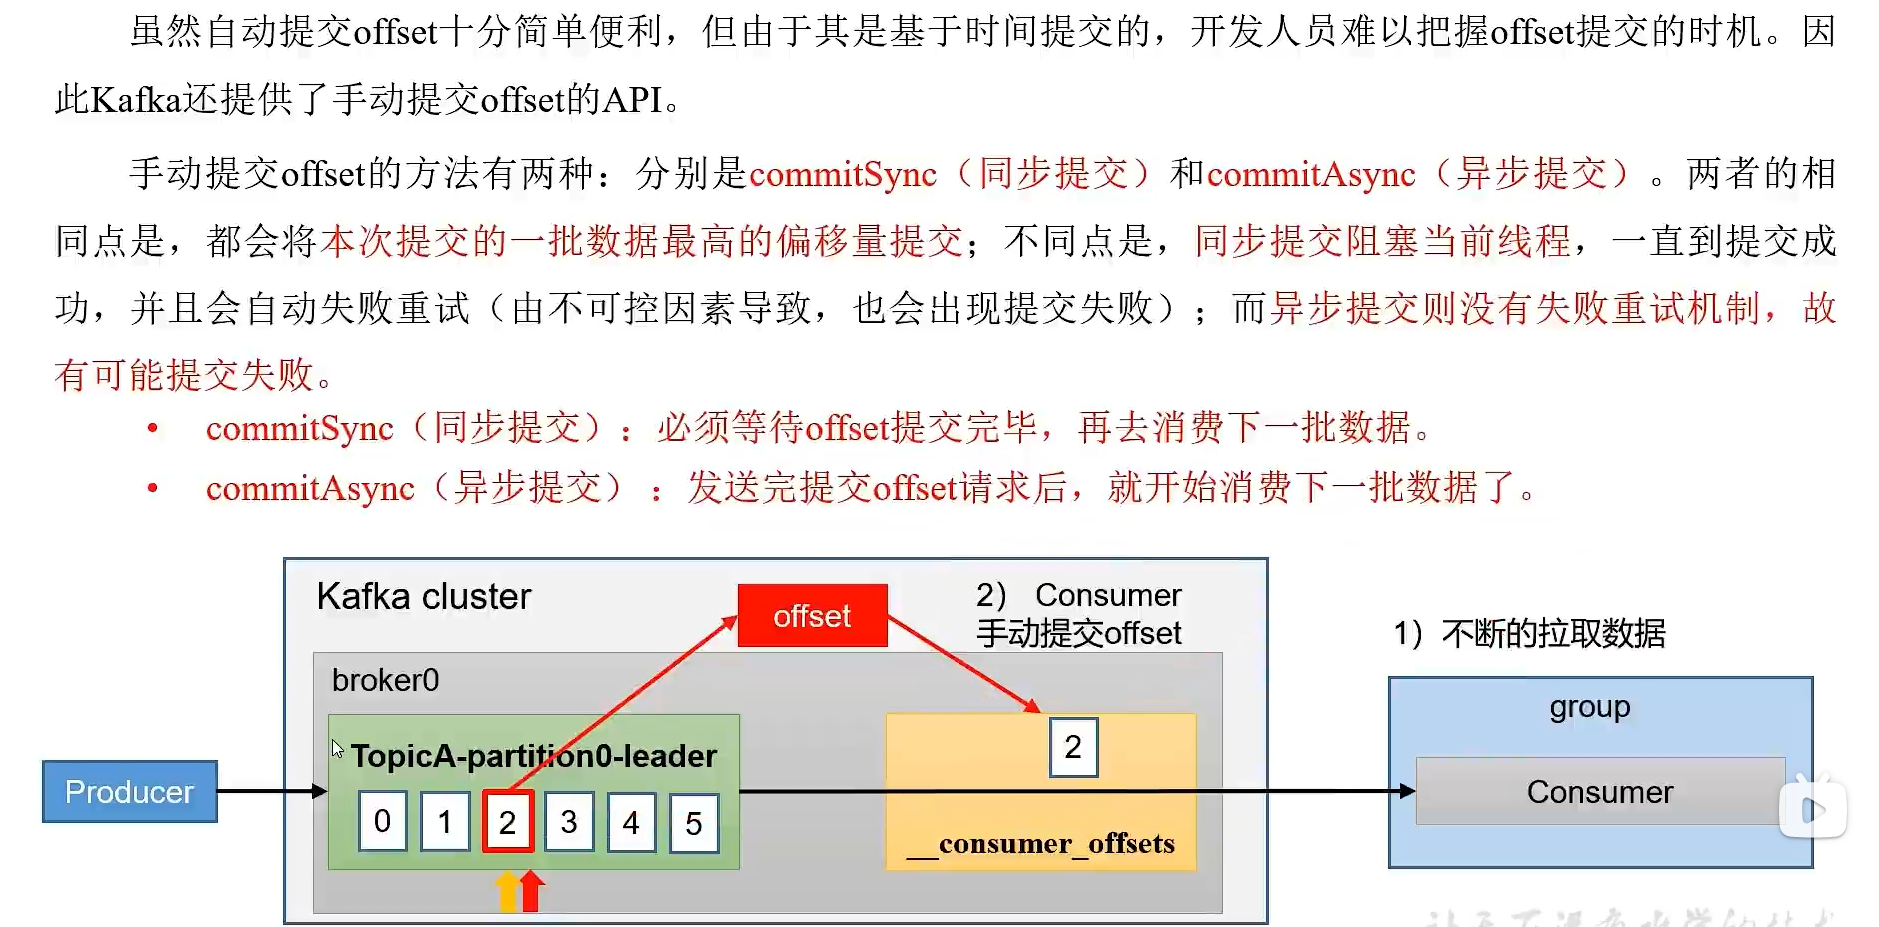 虽然自动提交offset十分简单便利，但由于其是基于时间提交的，开发人员难以把握offset提交的时机。因
此Kafka还提供了手动提交offset的API。
手动提交offset的方法有两种：分别是commitSync（同步提交）和commitAsync（异步提交）。两者的相
同点是，都会将本次提交的一批数据最高的偏移量提交；不同点是，同步提交阻塞当前线程，一直到提交成
功，并且会自动失败重试（由不可控因素导致，也会出现提交失败）；而异步提交则没有失败重试机制，故
有可能提交失败。
• commitSync（同步提交）：必须等待offset提交完毕，再去消费下一批数据。
• commitAsync（异步提交） ：发送完提交offset请求后，就开始消费下一批数据了。
Kafka cluster
offset
2） Consumer
手动提交offset
1）不断的拉取数据
broker0
group
TopicA-partition0-leader
2
Producer
Consumer
0 1 2 3 4 5
__consumer_offsets